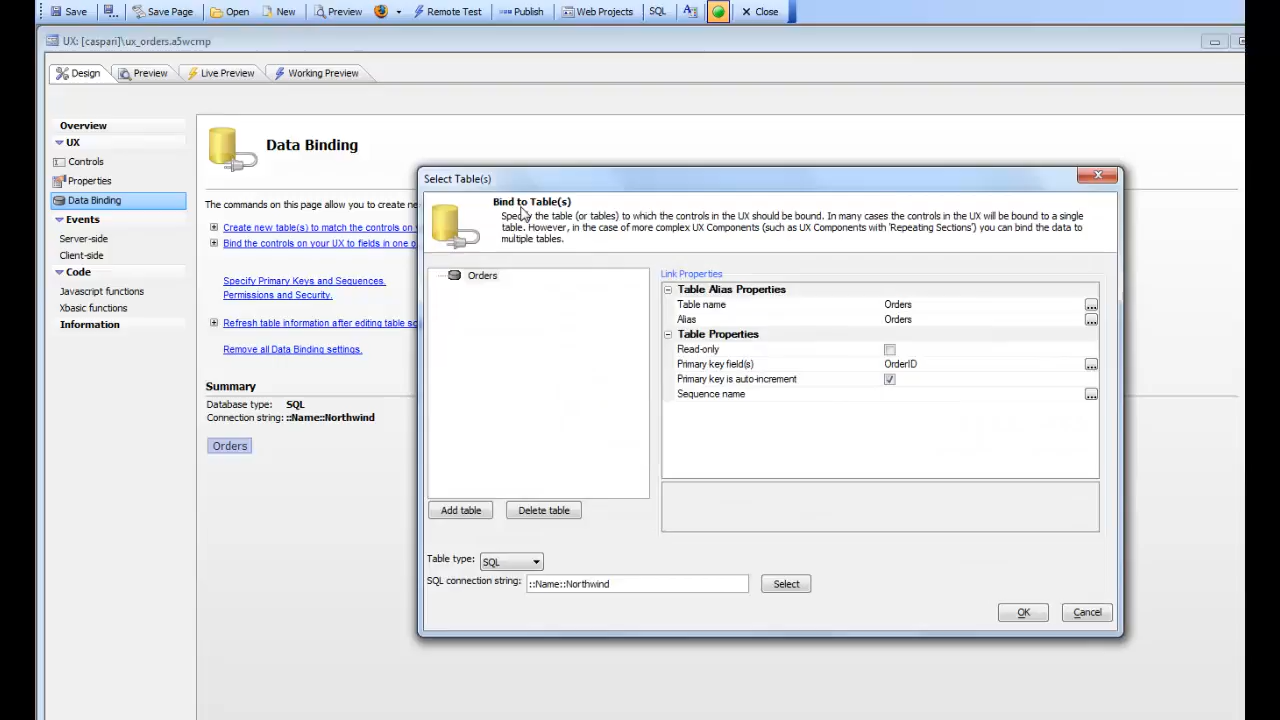 Save Save Page Open New Preview Remote Test Publish Web Projects SQL Close
UX: [caspari]\ux_orders.a5wcmp
Design Preview Live Preview Working Preview
Overview
UX
Controls
Properties
Data Binding
Events
Server-side
Client-side
Code
Javascript functions
Xbasic functions
Information
Data Binding
The commands on this page allow you to create ne
Create new table(s) to match the controls on
Bind the controls on your UX to fields in one o
Specify Primary Keys and Sequences.
Permissions and Security.
Refresh table information after editing table sc
Remove all Data Binding settings.
Summary
Database type: SQL
Connection string: ::Name::Northwind
Orders
Select Table(s)
Bind to Table(s)
Specify the table (or tables) to which the controls in the UX should be bound. In many cases the controls in the UX will be bound to a single
table. However, in the case of more complex UX Components (such as UX Components with 'Repeating Sections') you can bind the data to
multiple tables.
Orders
Link Properties
Table Alias Properties
Table name Orders
Alias Orders
Table Properties
Read-only
Primary key field(s) OrderID
Primary key is auto-increment
Sequence name
Add table Delete table
Table type: SQL
SQL connection string: ::Name::Northwind Select
OK Cancel